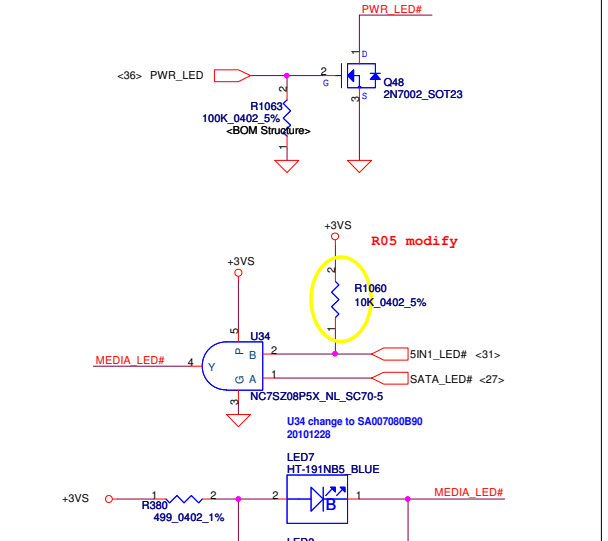 PWR_LED#
1
D
<36> PWR_LED
2
G
Q48
2N7002_SOT23
3
S
2
R1063
100K_0402_5%
<BOM Structure>
1
+3VS
R05 modify
+3VS
2
R1060
10K_0402_5%
1
5
U34
P
B
2
5IN1_LED# <31>
MEDIA_LED#
4
Y
G
A
1
SATA_LED# <27>
3
NC7SZ08P5X_NL_SC70-5
U34 change to SA007080B90
20101228
LED7
HT-191NB5_BLUE
+3VS
1
2
2
1
MEDIA_LED#
B
R380
499_0402_1%